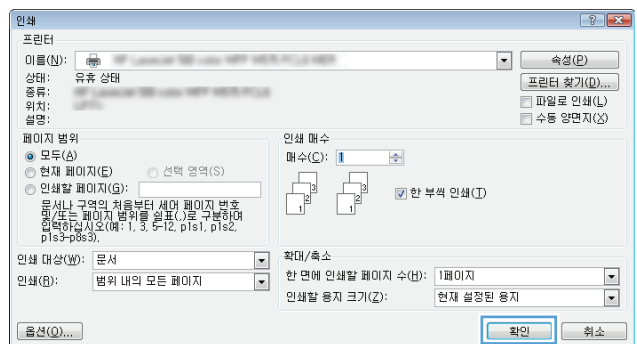 인쇄
프린터
이름(N):
속성(P)
상태: 유휴 상태
프린터 찾기(D)...
종류:
파일로 인쇄(L)
위치:
수동 양면지(X)
설명:
페이지 범위
모두(A)
현재 페이지(E) 선택 영역(S)
인쇄할 페이지(G):
문서나 구역의 처음부터 세어 페이지 번호
및/또는 페이지 범위를 쉼표(,)로 구분하여
입력하십시오(예: 1, 3, 5-12, p1s1, p1s2,
p1s3-p8s3).
인쇄 매수
매수(C): 1
3 3
2 2
1 1
한 부씩 인쇄(T)
인쇄 대상(W): 문서
인쇄(R): 범위 내의 모든 페이지
확대/축소
한 면에 인쇄할 페이지 수(H): 1페이지
인쇄할 용지 크기(Z): 현재 설정된 용지
옵션(O)...
확인
취소